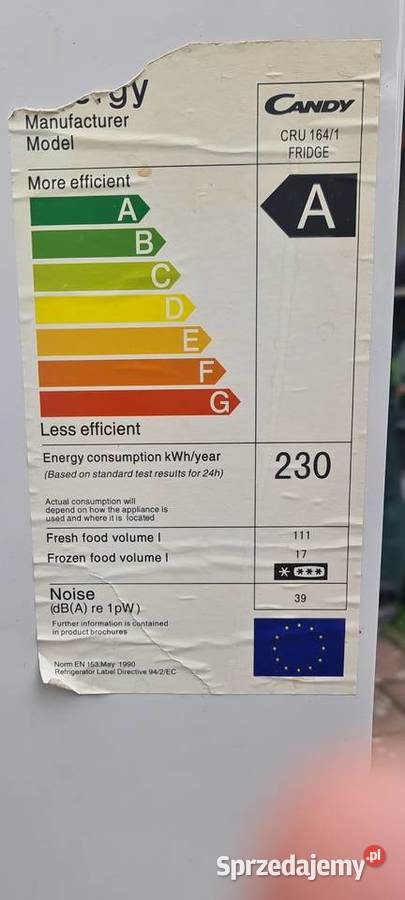 ergy
Manufacturer
Model
CANDY
CRU 164/1
FRIDGE
More efficient
A
A
B
C
D
E
F
G
Less efficient
Energy consumption kWh/year
(Based on standard test results for 24h)
230
Actual consumption will
depend on how the appliance is
used and where it is located
Fresh food volume l
111
Frozen food volume l
17
Noise
(dB(A) re 1pW)
39
Further information is contained
in product brochures
Norm EN 153 May 1990
Refrigerator Label Directive 94/2/EC
Sprzedajemy.pl